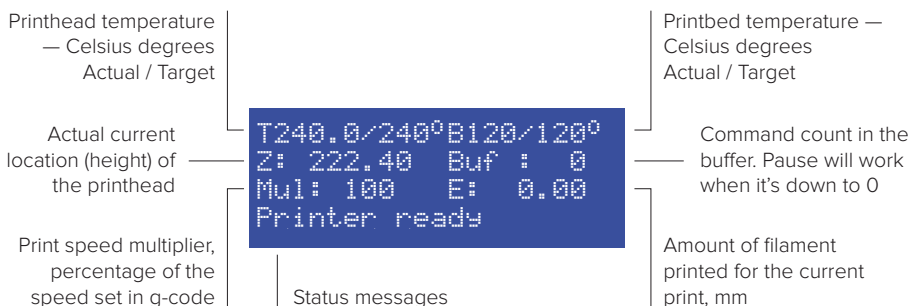 Printhead temperature
— Celsius degrees
Actual / Target
Printbed temperature —
Celsius degrees
Actual / Target
Actual current
location (height) of
the printhead
T240.0/240°B120/120°
Z: 222.40 Buf : 0
Mul: 100 E: 0.00
Printer ready
Command count in the
buffer. Pause will work
when it's down to 0
Print speed multiplier,
percentage of the
speed set in g-code
Status messages
Amount of filament
printed for the current
print, mm